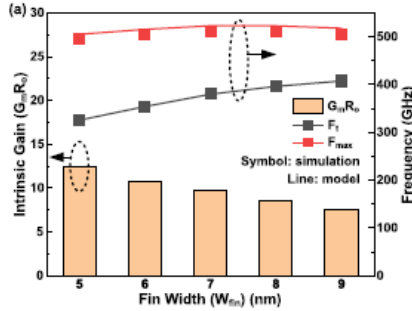 (a)
30
25
20
15
10
5
0
Intrinsic Gain (GmRo)
500
400
300
200
100
0
Frequency (GHz)
GmRo
Ft
Fmax
Symbol: simulation
Line: model
5 6 7 8 9
Fin Width (Wfin) (nm)